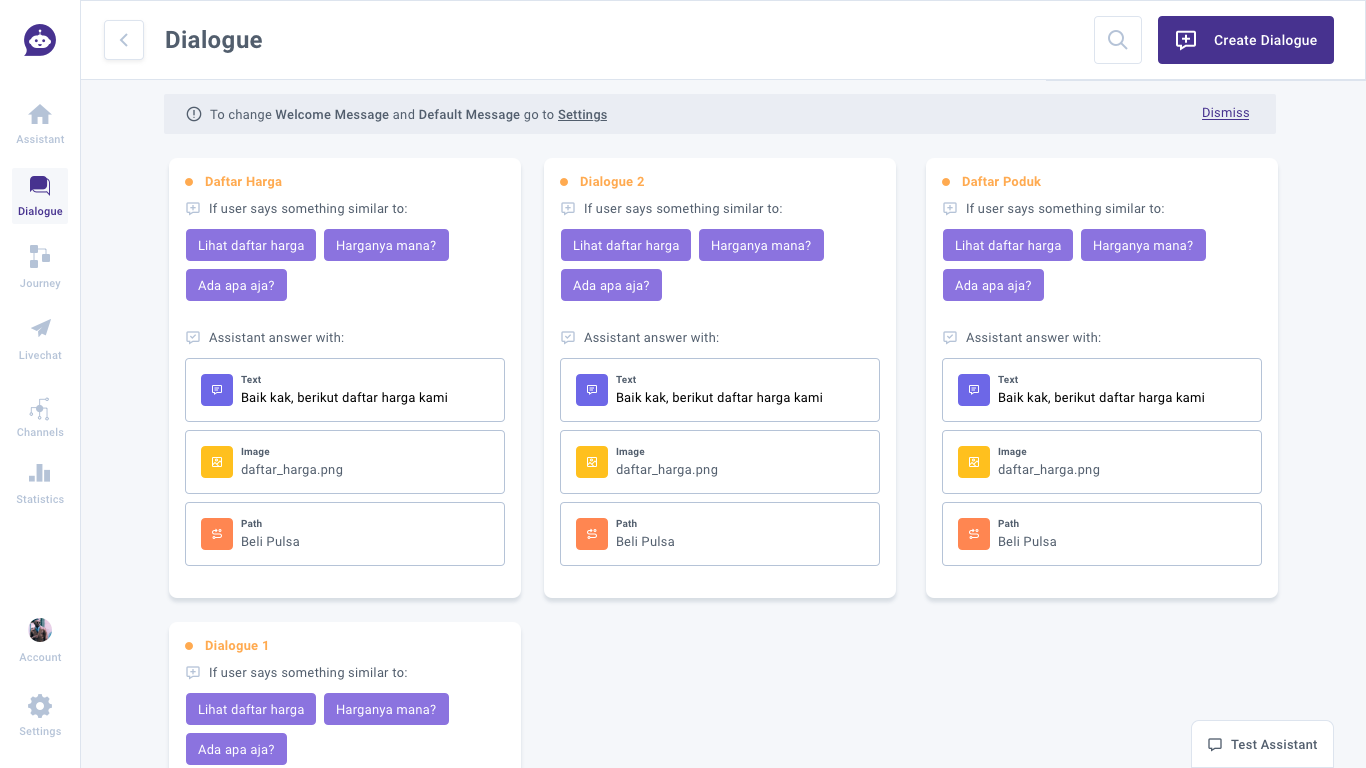 Dialogue
Create Dialogue
Assistant
Dialogue
Journey
Livechat
Channels
Statistics
Account
Settings
To change Welcome Message and Default Message go to Settings
Dismiss
Daftar Harga
If user says something similar to:
Lihat daftar harga
Harganya mana?
Ada apa aja?
Assistant answer with:
Text
Baik kak, berikut daftar harga kami
Image
daftar_harga.png
Path
Beli Pulsa
Dialogue 2
If user says something similar to:
Lihat daftar harga
Harganya mana?
Ada apa aja?
Assistant answer with:
Text
Baik kak, berikut daftar harga kami
Image
daftar_harga.png
Path
Beli Pulsa
Daftar Poduk
If user says something similar to:
Lihat daftar harga
Harganya mana?
Ada apa aja?
Assistant answer with:
Text
Baik kak, berikut daftar harga kami
Image
daftar_harga.png
Path
Beli Pulsa
Dialogue 1
If user says something similar to:
Lihat daftar harga
Harganya mana?
Ada apa aja?
Test Assistant